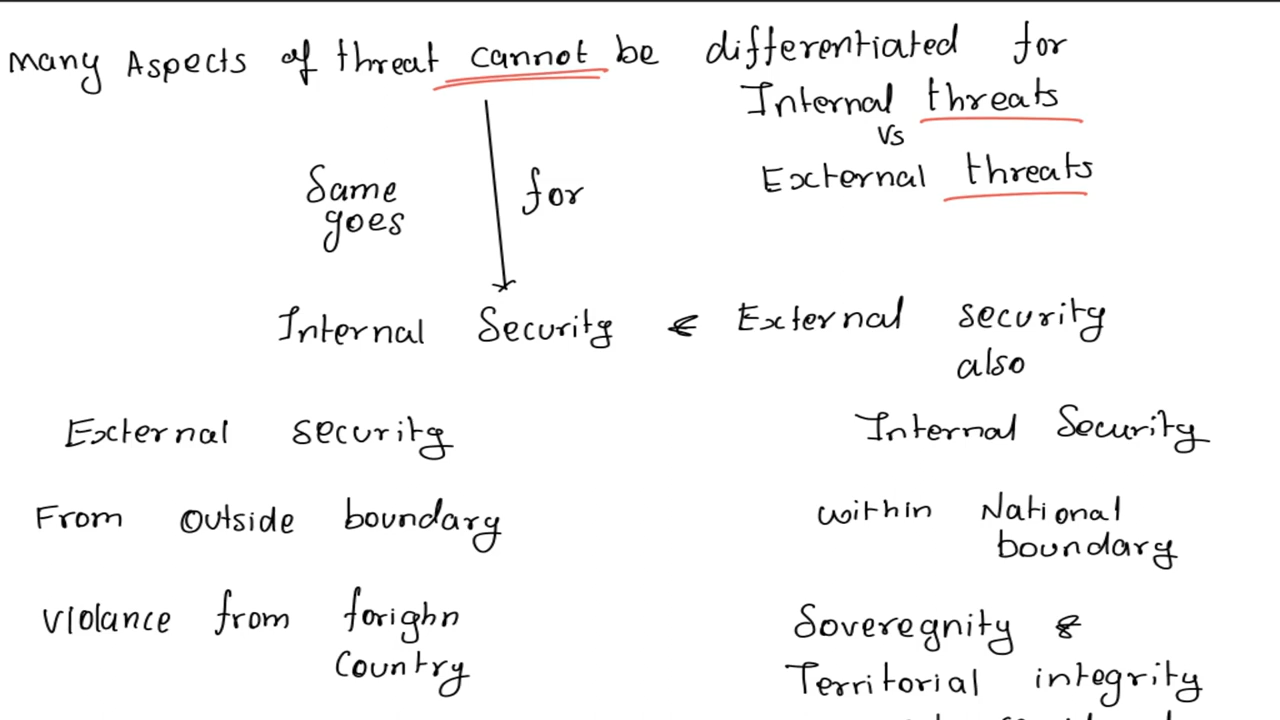 Many Aspects of threat cannot be differentiated for
Internal threats
Vs
External threats
Same
goes
for
Internal Security & External security
also
External security
Internal Security
From outside boundary
within National
boundary
violance from forighn
country
Soveregnity &
Territorial integrity